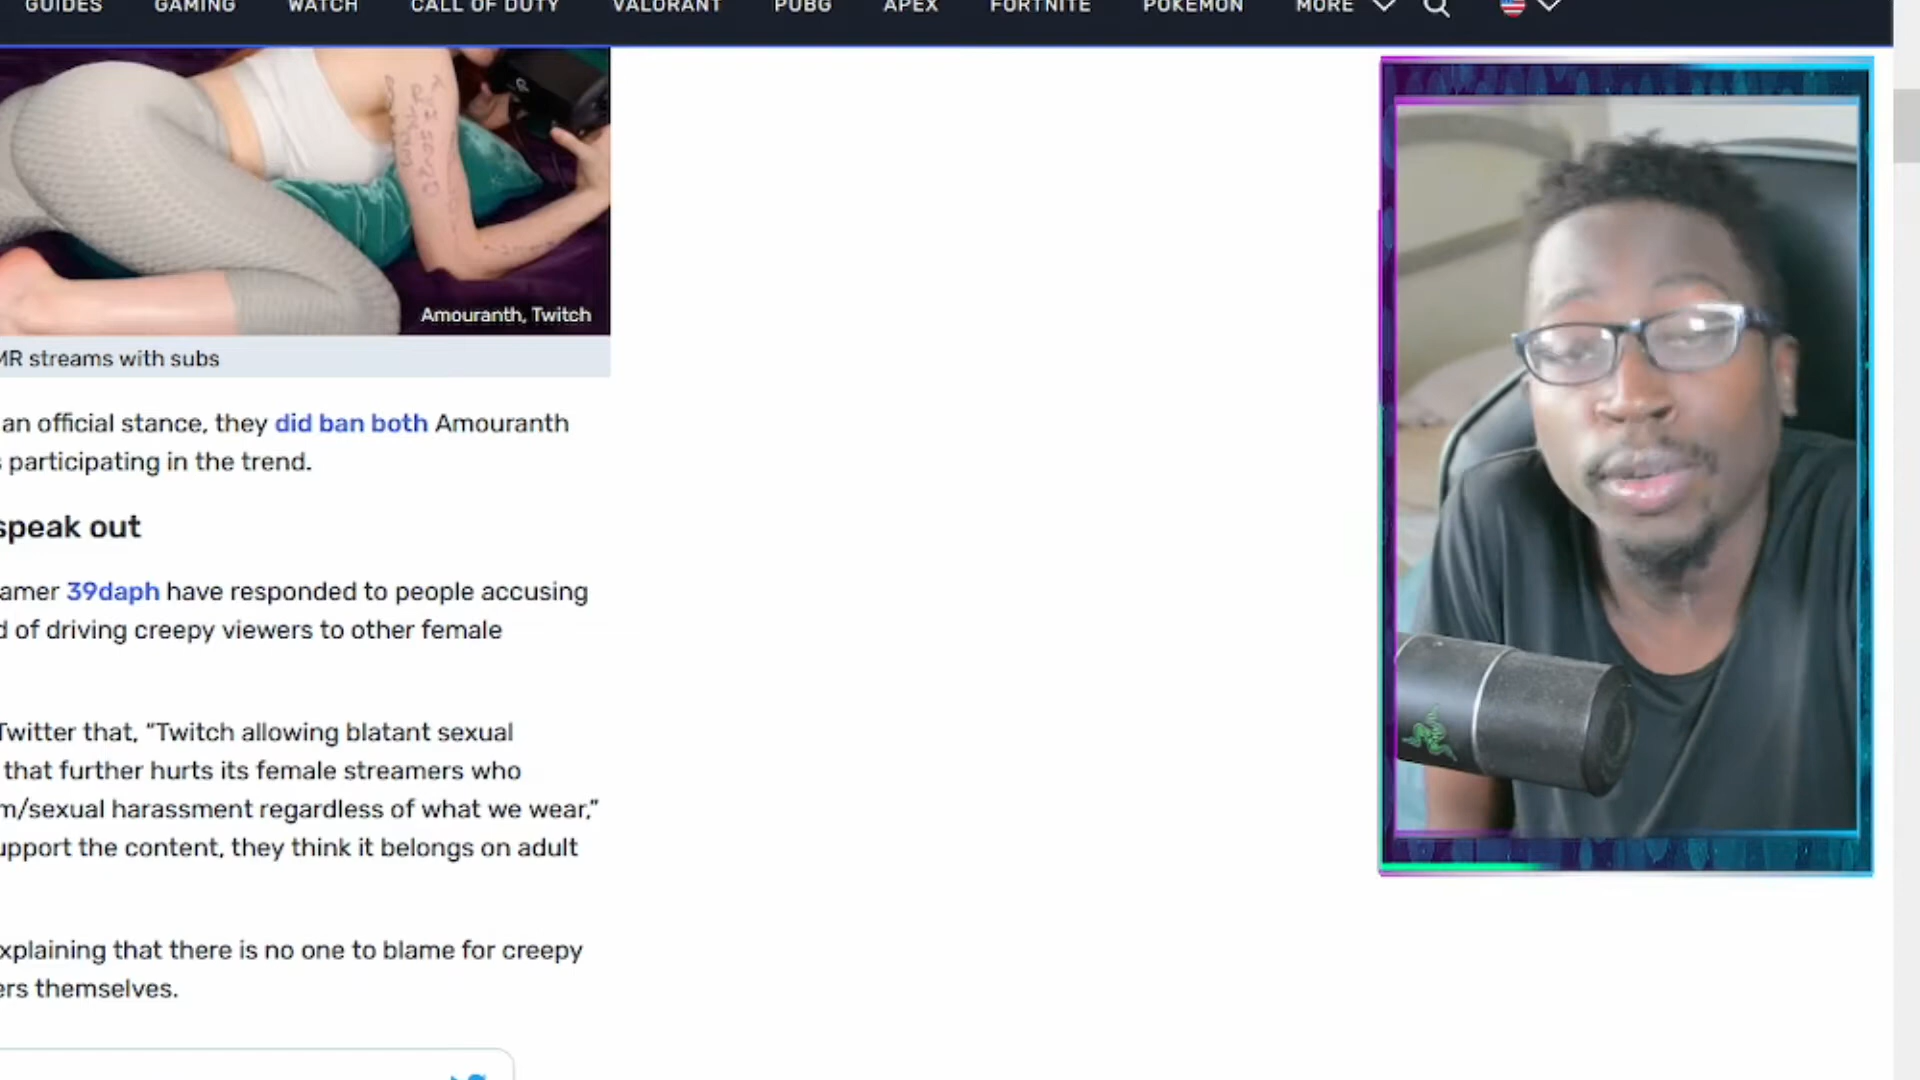 GUIDES GAMING WATCH CALL OF DUTY VALORANT PUBG APEX FORTNITE POKEMON MORE
Amouranth, Twitch
MR streams with subs
an official stance, they did ban both Amouranth
participating in the trend.
speak out
eamer 39daph have responded to people accusing
d of driving creepy viewers to other female
Twitter that, “Twitch allowing blatant sexual
that further hurts its female streamers who
m/sexual harassment regardless of what we wear,”
upport the content, they think it belongs on adult
xplaining that there is no one to blame for creepy
ers themselves.